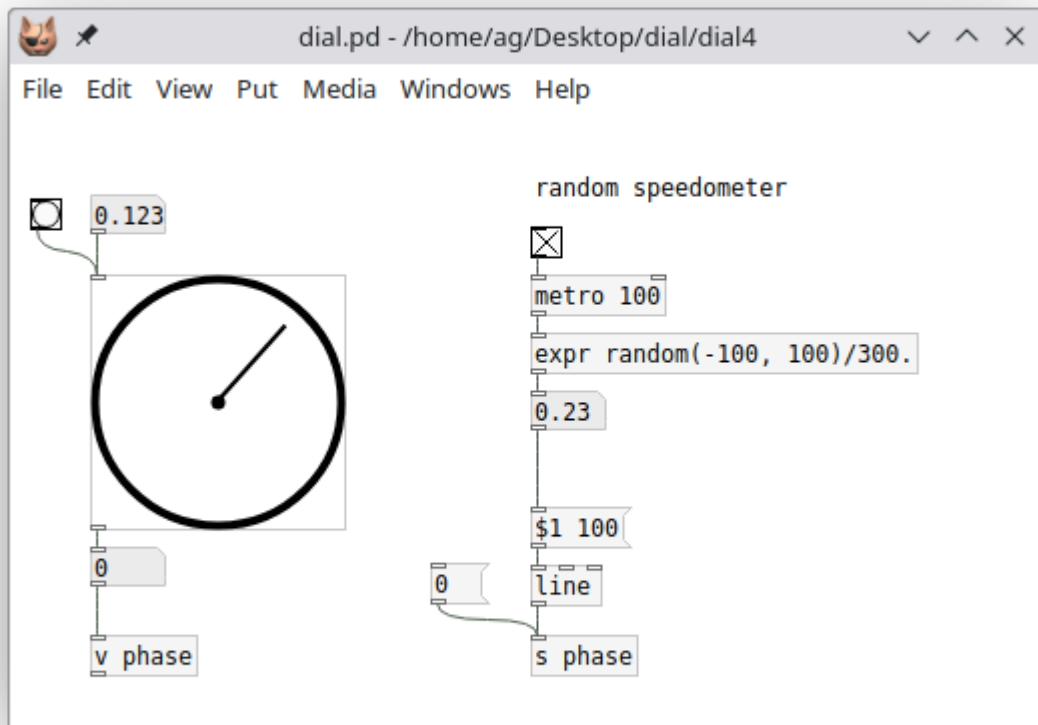 dial.pd - /home/ag/Desktop/dial/dial4
File Edit View Put Media Windows Help
random speedometer
0.123
metro 100
expr random(-100, 100)/300.
0.23
$1 100
0
0
line
v phase
s phase